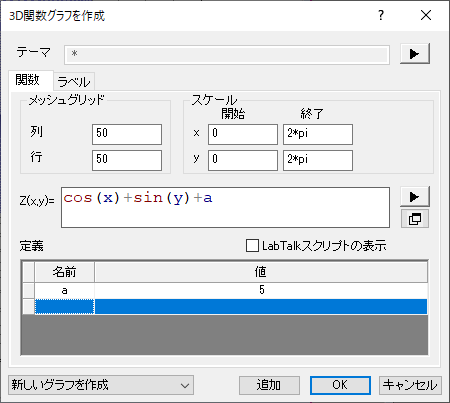 3D関数グラフを作成 ? ×
テーマ *
関数 ラベル
メッシュグリッド
列 50
行 50
スケール
開始 終了
x 0 2*pi
y 0 2*pi
Z(x,y)= cos(x)+sin(y)+a
定義 LabTalkスクリプトの表示
名前 値
a 5
新しいグラフを作成 追加 OK キャンセル